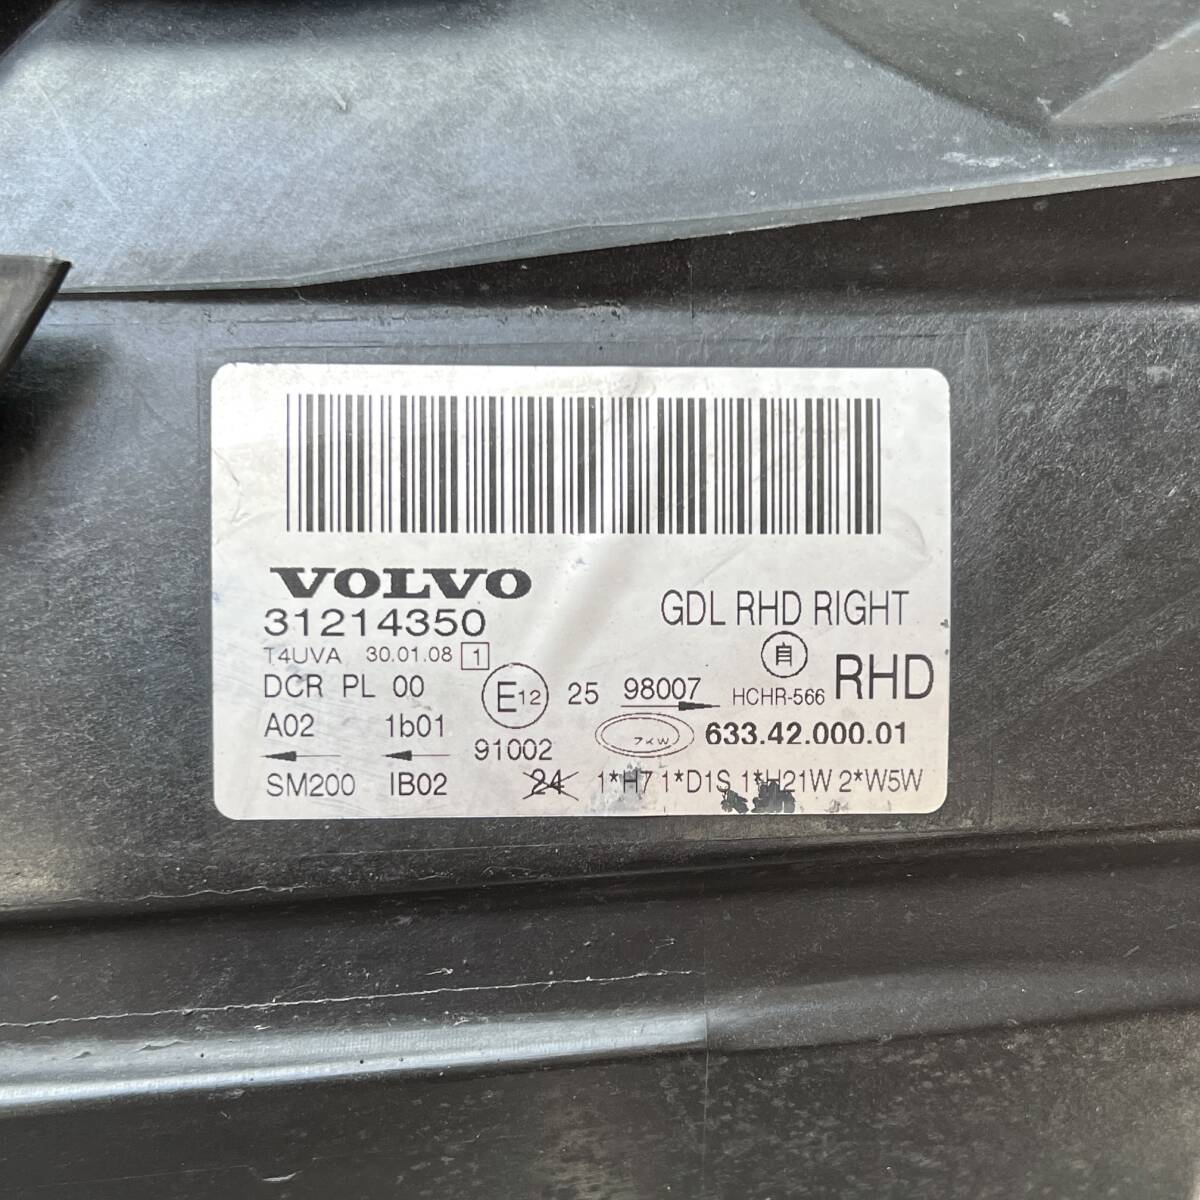 VOLVO
31214350
GDL RHD RIGHT
T4UVA 30.01.08 1
自
DCR PL 00
E12
25 98007
HCHR-566
RHD
A02 1b01
91002
ZKW
633.42.000.01
SM200 IB02
24
1*H7 1*D1S 1*H21W 2*W5W